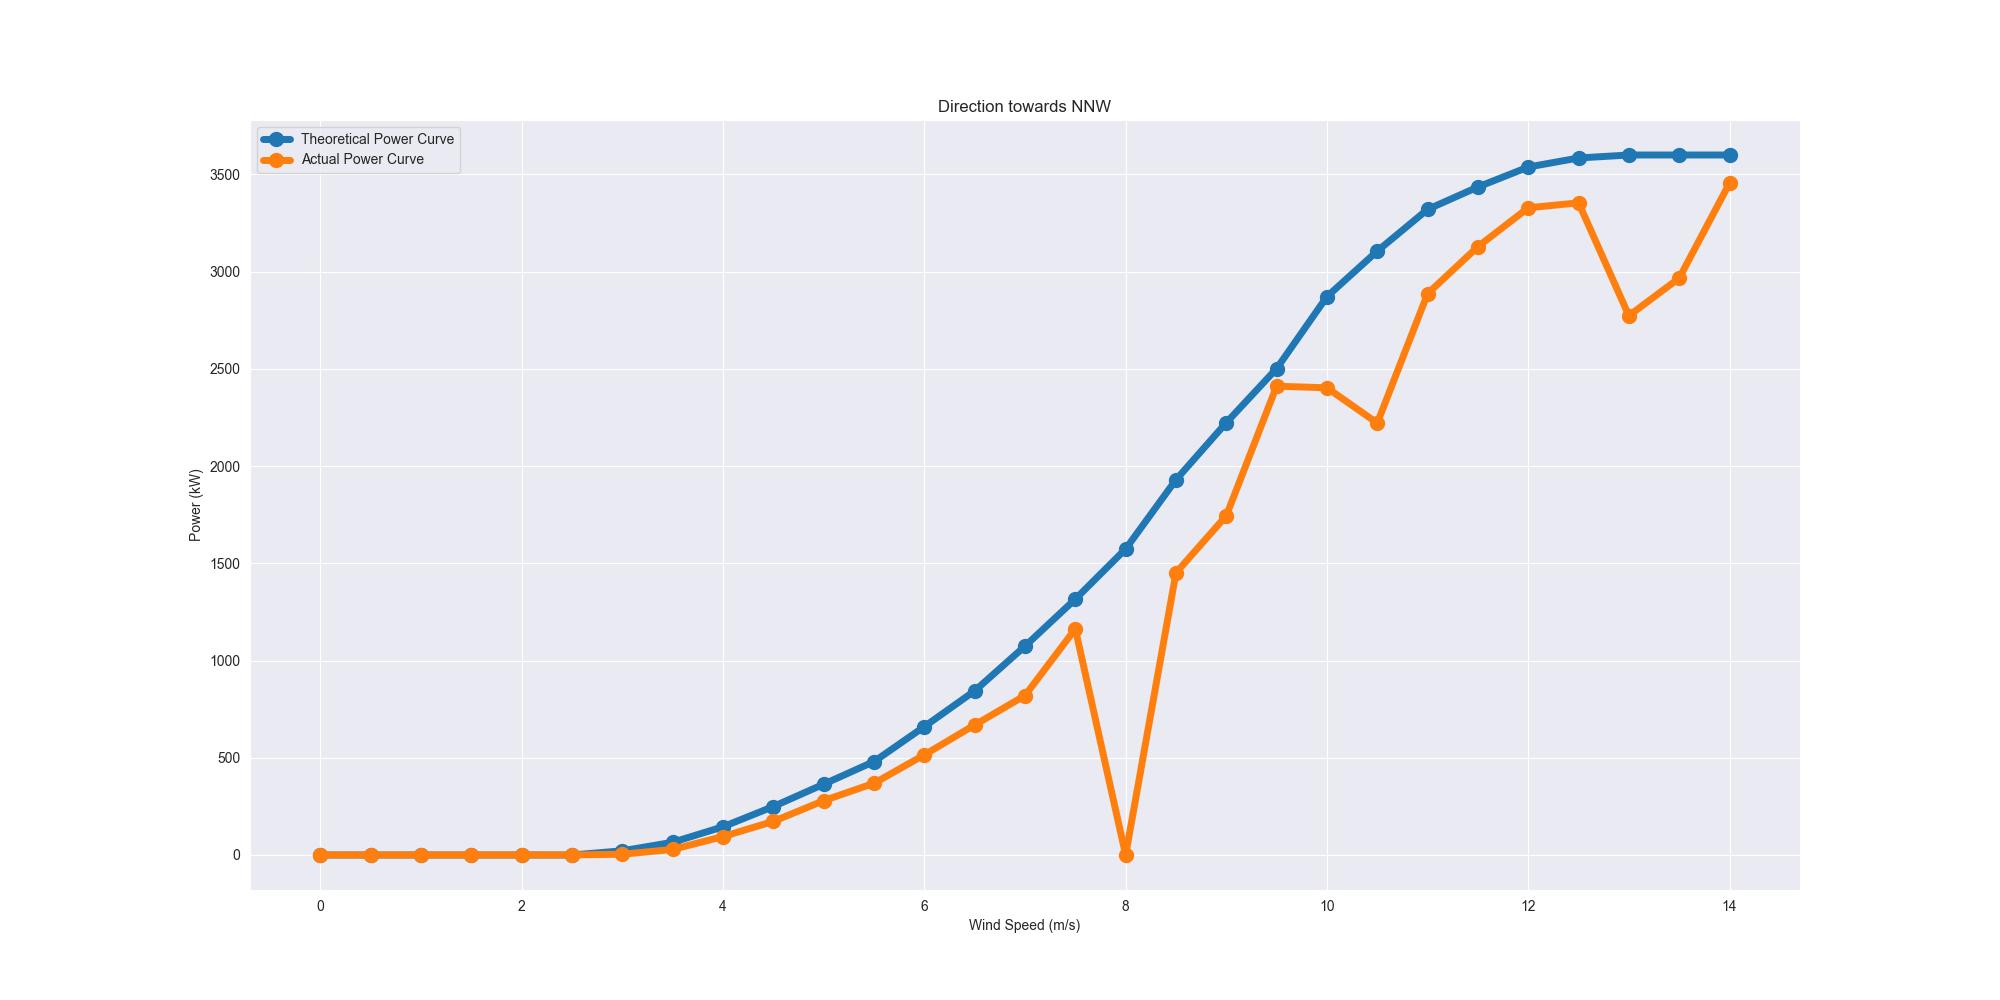 Direction towards NNW
Theoretical Power Curve
Actual Power Curve
3500
3000
2500
2000
1500
1000
500
0
Power (kW)
0 2 4 6 8 10 12 14
Wind Speed (m/s)